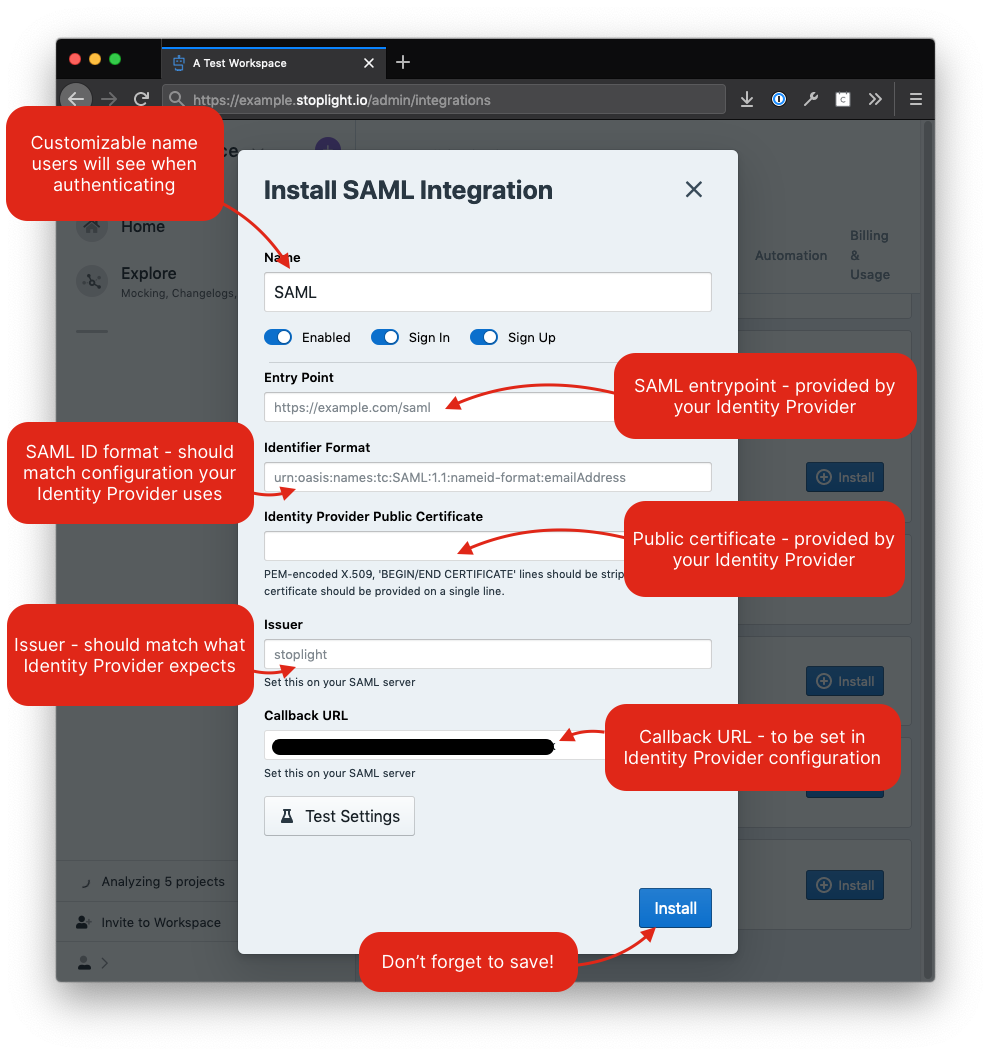 A Test Workspace
https://example.stoplight.io/admin/integrations
Customizable name
users will see when
authenticating
Home
Explore
Mocking, Changelogs,
Automation
Billing
&
Usage
Install SAML Integration
Name
SAML
Enabled
Sign In
Sign Up
Entry Point
https://example.com/saml
SAML entrypoint - provided by
your Identity Provider
SAML ID format - should
match configuration your
Identity Provider uses
Identifier Format
urn:oasis:names:tc:SAML:1.1:nameid-format:emailAddress
Install
Identity Provider Public Certificate
Public certificate - provided by
your Identity Provider
PEM-encoded X.509, 'BEGIN/END CERTIFICATE' lines should be
certificate should be provided on a single line.
Issuer - should match what
Identity Provider expects
Issuer
stoplight
Set this on your SAML server
Install
Callback URL
Callback URL - to be set in
Identity Provider configuration
Set this on your SAML server
Test Settings
Analyzing 5 projects
Install
Invite to Workspace
Install
Don't forget to save!